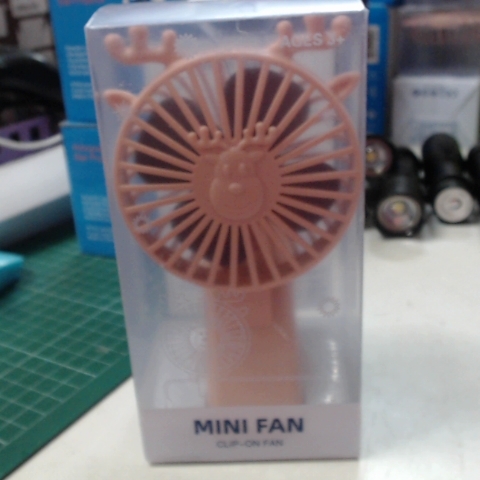 AGES 3+
MINI FAN
CLIP-ON FAN